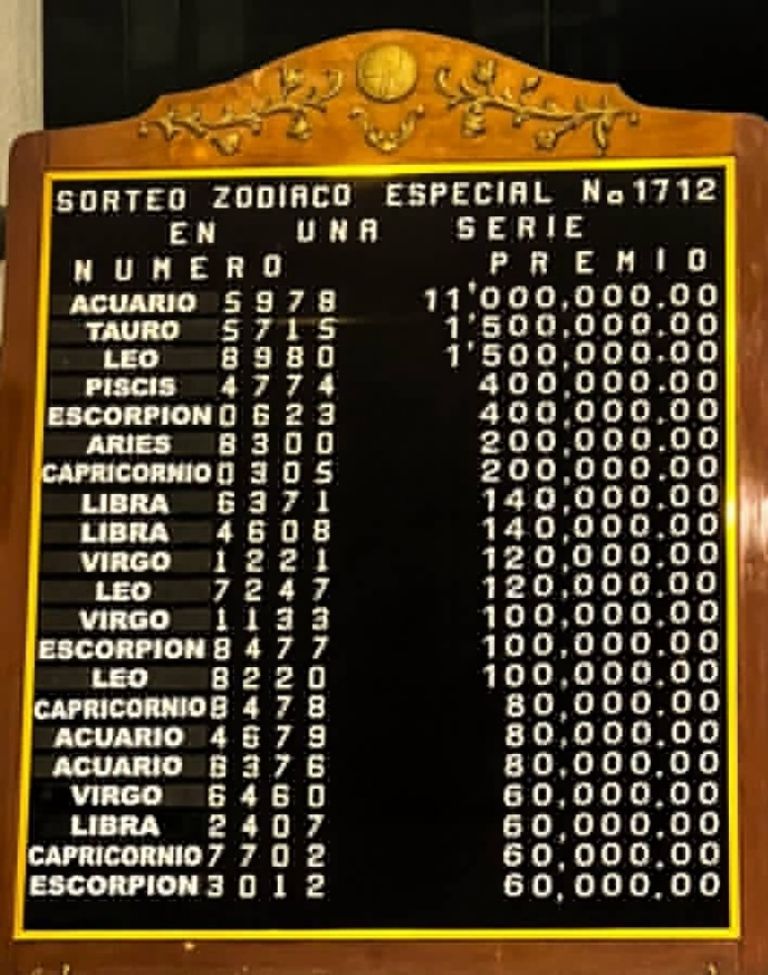 SORTEO ZODIACO ESPECIAL No1712
EN UNA SERIE
NUMERO PREMIO
ACUARIO 5978 11'000,000.00
TAURO 5715 1'500,000.00
LEO 8980 1'500,000.00
PISCIS 4774 400,000.00
ESCORPION 0623 400,000.00
ARIES 8300 200,000.00
CAPRICORNIO 0305 200,000.00
LIBRA 6371 140,000.00
LIBRA 4608 140,000.00
VIRGO 1221 120,000.00
LEO 7247 120,000.00
VIRGO 1133 100,000.00
ESCORPION 8477 100,000.00
LEO 8220 100,000.00
CAPRICORNIO 8478 80,000.00
ACUARIO 4679 80,000.00
ACUARIO 6376 80,000.00
VIRGO 6460 60,000.00
LIBRA 2407 60,000.00
CAPRICORNIO 7702 60,000.00
ESCORPION 3012 60,000.00